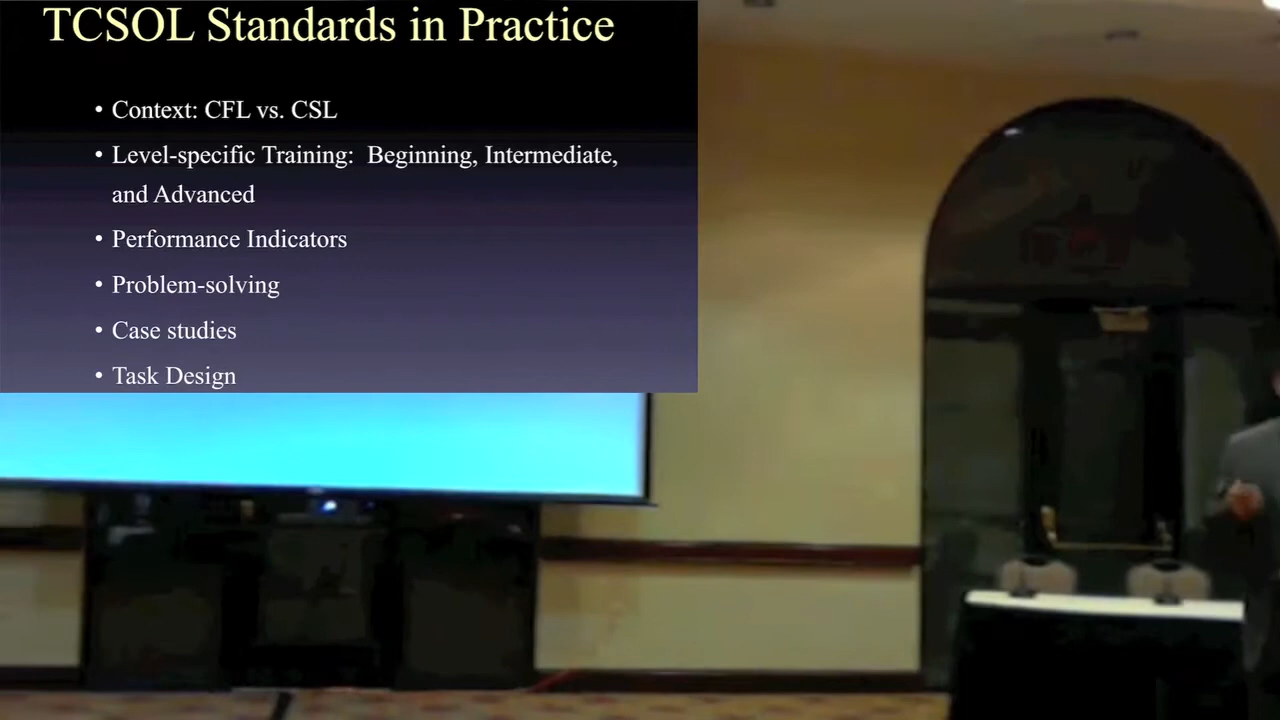 TCSOL Standards in Practice
• Context: CFL vs. CSL
• Level-specific Training:  Beginning, Intermediate,
and Advanced
• Performance Indicators
• Problem-solving
• Case studies
• Task Design